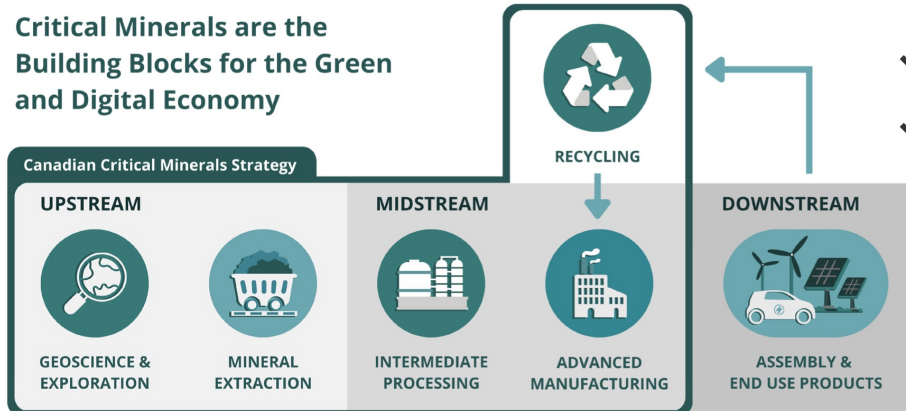 Critical Minerals are the
Building Blocks for the Green
and Digital Economy
RECYCLING
Canadian Critical Minerals Strategy
UPSTREAM
MIDSTREAM
DOWNSTREAM
GEOSCIENCE &
EXPLORATION
MINERAL
EXTRACTION
INTERMEDIATE
PROCESSING
ADVANCED
MANUFACTURING
ASSEMBLY &
END USE PRODUCTS